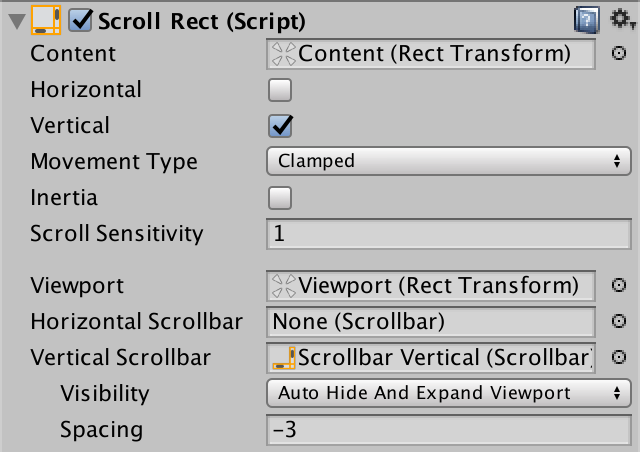 Scroll Rect (Script)
Content Content (Rect Transform)
Horizontal
Vertical
Movement Type Clamped
Inertia
Scroll Sensitivity 1
Viewport Viewport (Rect Transform)
Horizontal Scrollbar None (Scrollbar)
Vertical Scrollbar Scrollbar Vertical (Scrollbar)
Visibility Auto Hide And Expand Viewport
Spacing -3